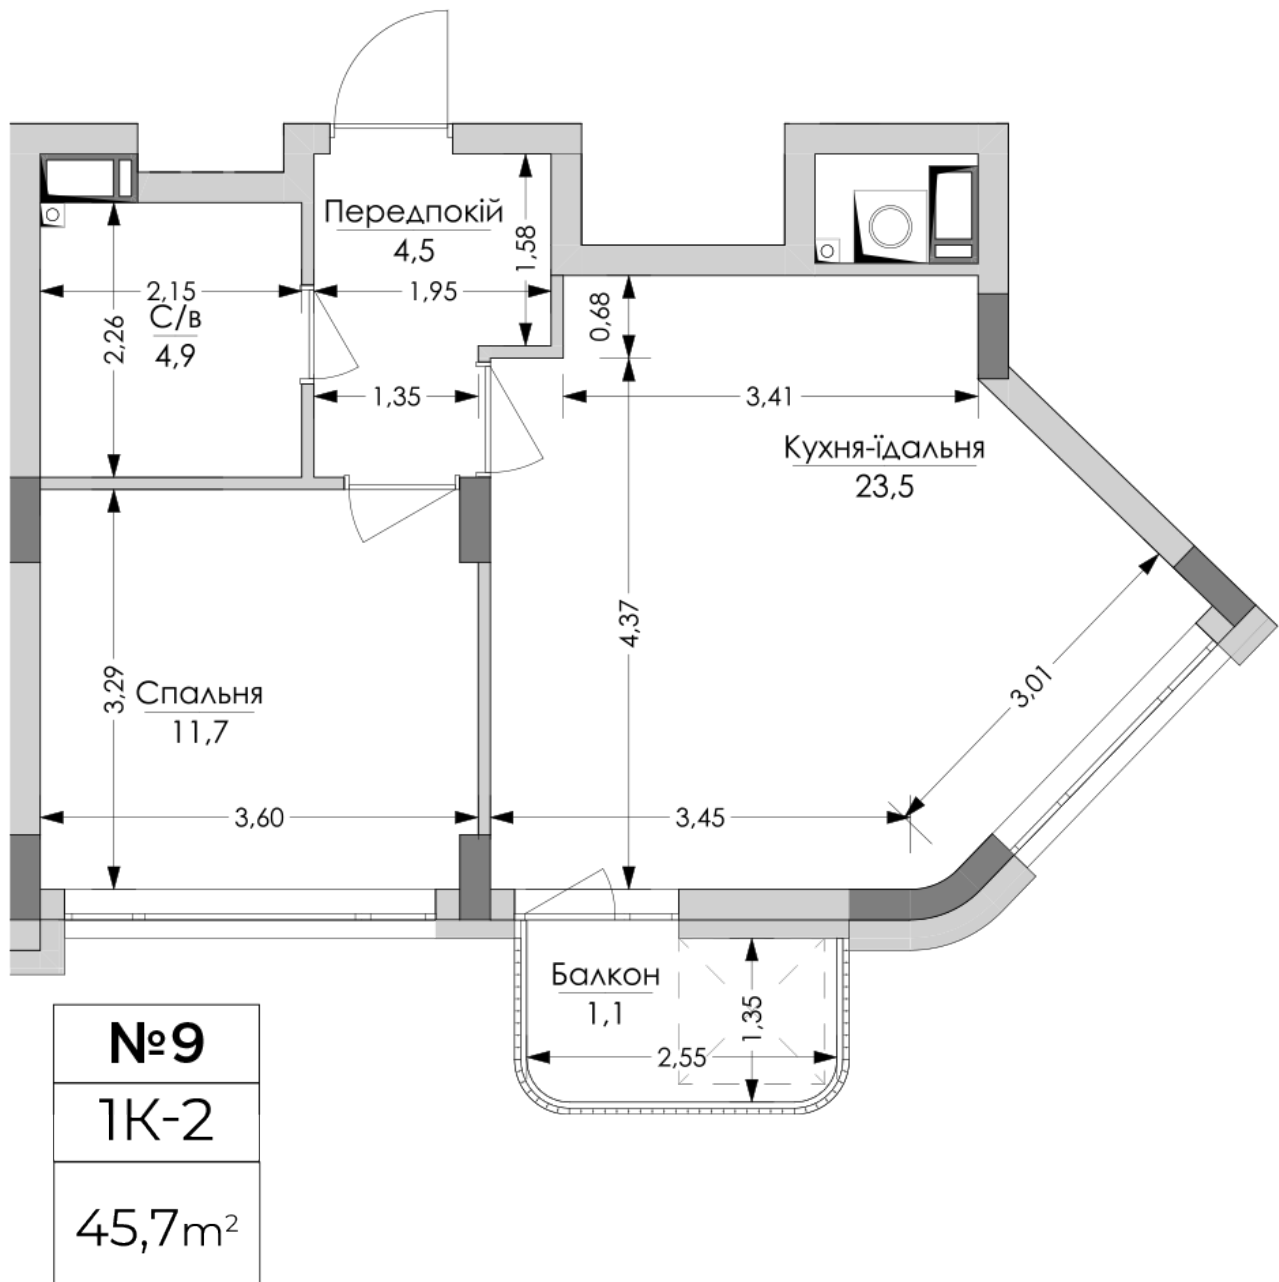 Передпокій
4,5
1,58
2,15
1,95
С/в
4,9
2,26
0,68
1,35
3,41
Кухня-їдальня
23,5
4,37
3,29
Спальня
11,7
3,01
3,60
3,45
Балкон
1,1
1,35
2,55
№9
1К-2
45,7m²